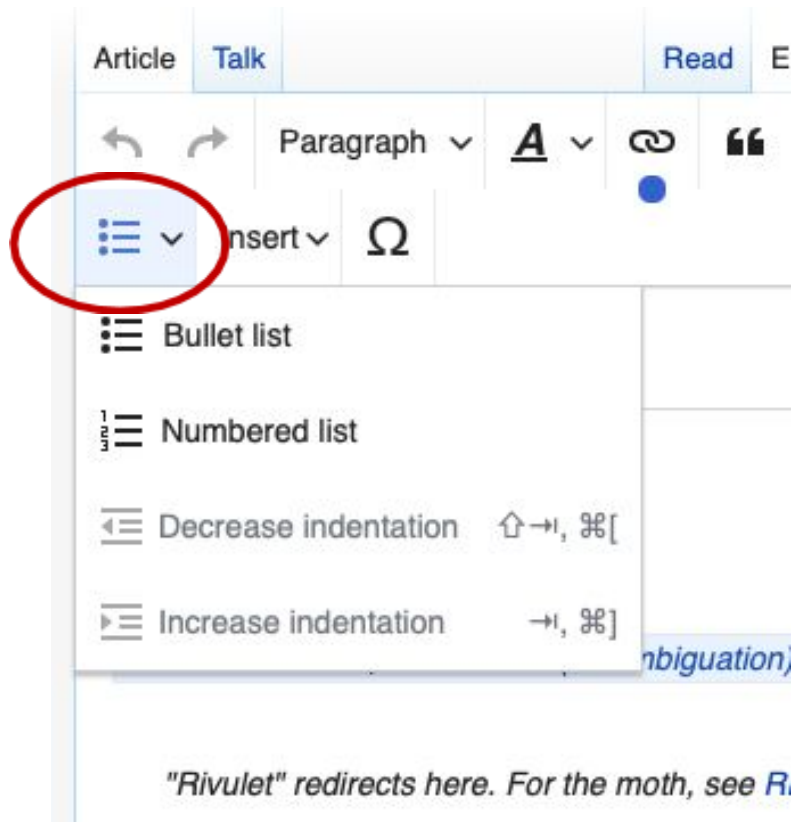 Article Talk Read E
Paragraph A
nsert Ω
Bullet list
Numbered list
Decrease indentation ⇧⇥, ⌘[
Increase indentation ⇥, ⌘]
mbiguation)
"Rivulet" redirects here. For the moth, see